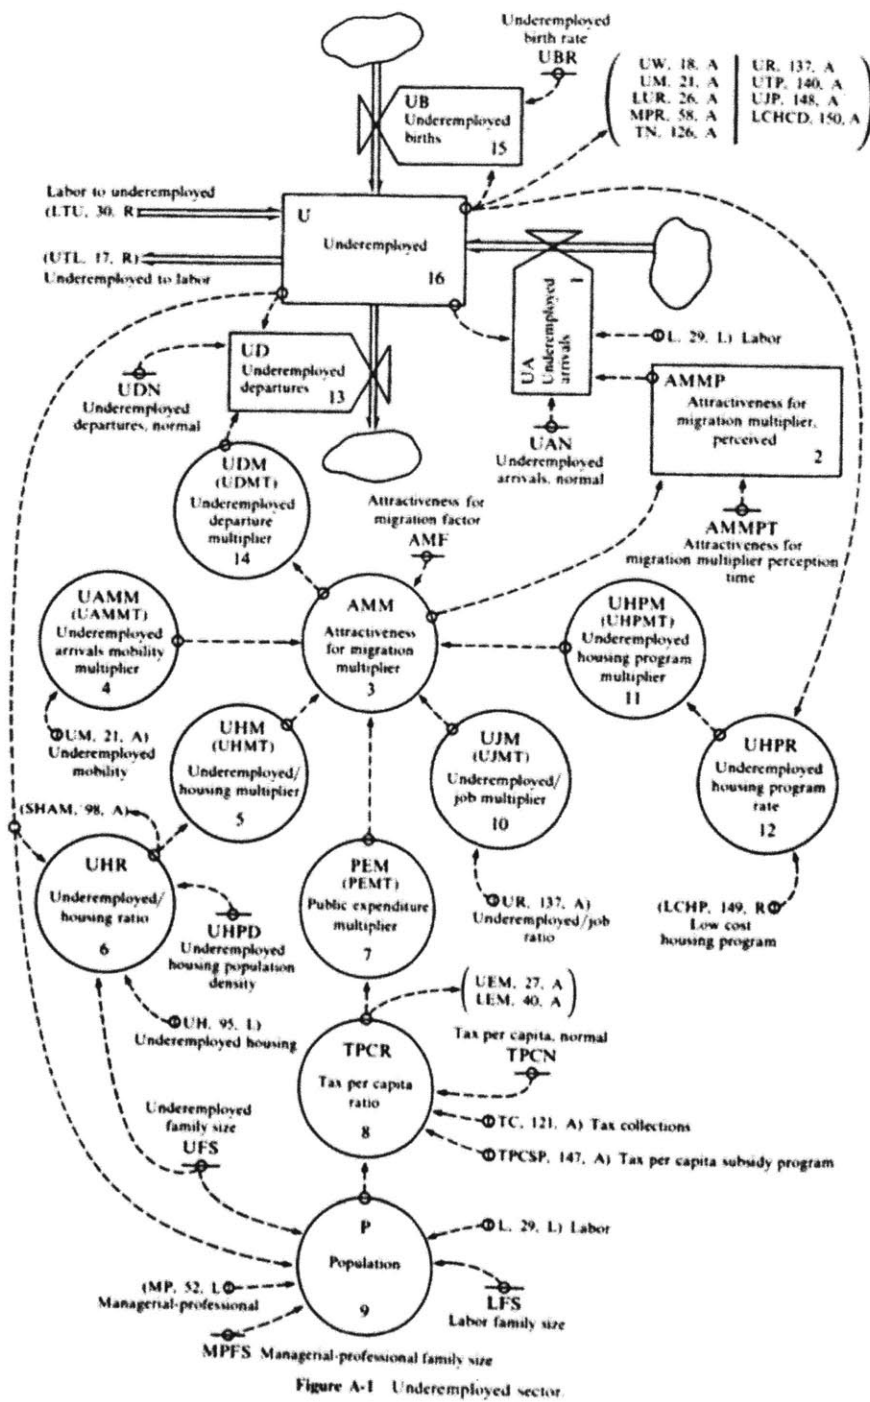 Underemployed
birth rate
UBR
UW, 18, A
UM, 21, A
LUR, 26, A
MPR, 58, A
TN, 126, A
UR, 137, A
UTP, 140, A
UJP, 148, A
LCHCD, 150, A
UB
Underemployed
births
15
Labor to underemployed
(LTU, 30, R
U
Underemployed
16
(UTL, 17, R)
Underemployed to labor
UA
Underemployed
arrivals
1
L, 29, L) Labor
UD
Underemployed
departures
13
UDN
Underemployed
departures, normal
AMMP
Attractiveness for
migration multiplier,
perceived
2
UAN
Underemployed
arrivals, normal
UDM
(UDMT)
Underemployed
departure
multiplier
14
Attractiveness for
migration factor
AMF
AMMPT
Attractiveness for
migration multiplier perception
time
UAMM
(UAMMT)
Underemployed
arrivals mobility
multiplier
4
AMM
Attractiveness
for migration
multiplier
3
UHPM
(UHPMT)
Underemployed
housing program
multiplier
11
UM, 21, A)
Underemployed
mobility
UHM
(UHMT)
Underemployed/
housing multiplier
5
UJM
(UJMT)
Underemployed/
job multiplier
10
UHPR
Underemployed
housing program
rate
12
(SHAM, 98, A)
UHR
Underemployed/
housing ratio
6
UHPD
Underemployed
housing population
density
PEM
(PEMT)
Public expenditure
multiplier
7
UR, 137, A)
Underemployed/job
ratio
(LCHP, 149, R
Low cost
housing program
UH, 95, L)
Underemployed housing
UEM, 27, A
LEM, 40, A
TPCR
Tax per capita
ratio
8
Tax per capita, normal
TPCN
TC, 121, A) Tax collections
TPCSP, 147, A) Tax per capita subsidy program
Underemployed
family size
UFS
P
Population
9
L, 29, L) Labor
(MP, 52, L
Managerial-professional
LFS
Labor family size
MPFS Managerial-professional family size
Figure A-1 Underemployed sector.